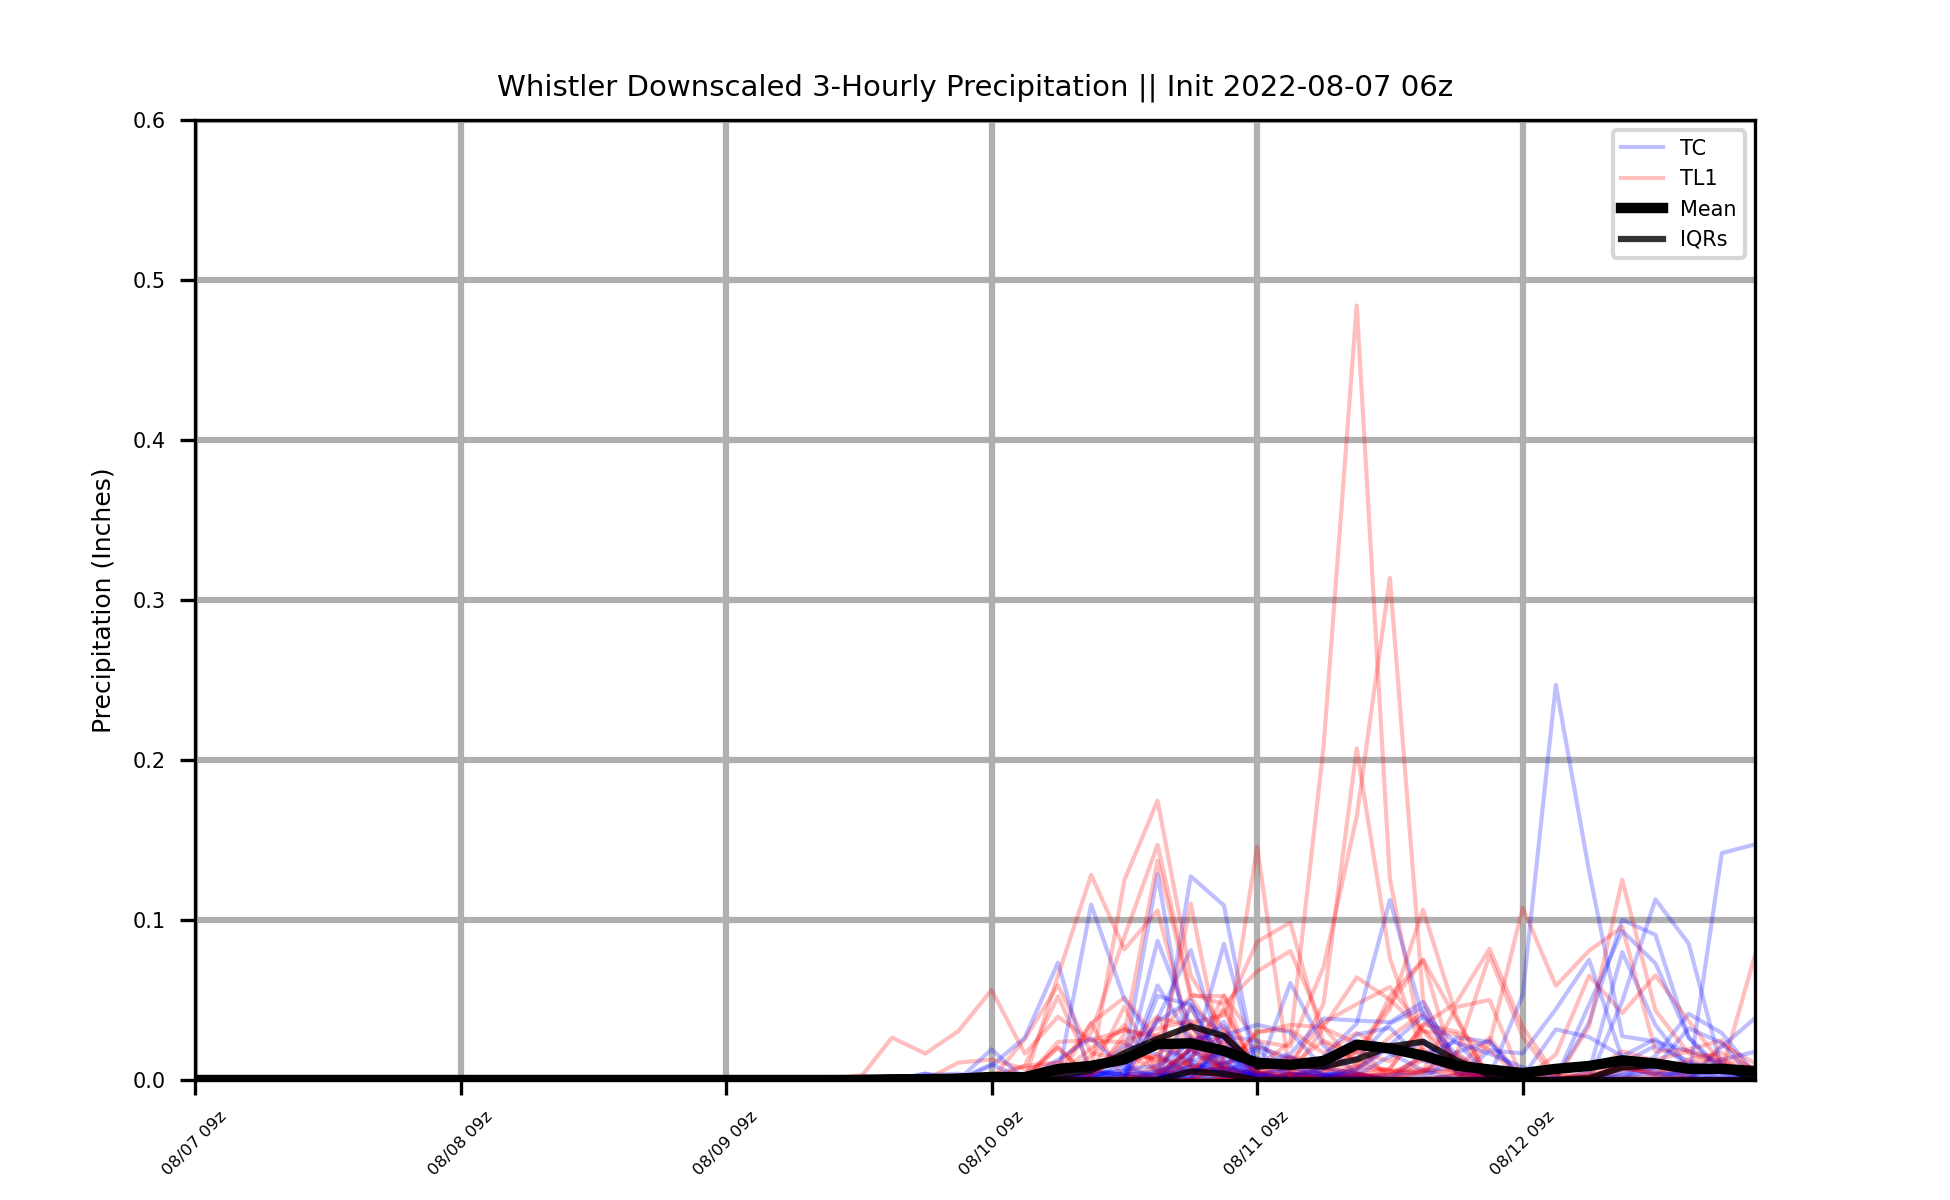 Whistler Downscaled 3-Hourly Precipitation || Init 2022-08-07 06z
TC
TL1
Mean
IQRs
Precipitation (Inches)
0.6
0.5
0.4
0.3
0.2
0.1
0.0
08/07 09z
08/08 09z
08/09 09z
08/10 09z
08/11 09z
08/12 09z